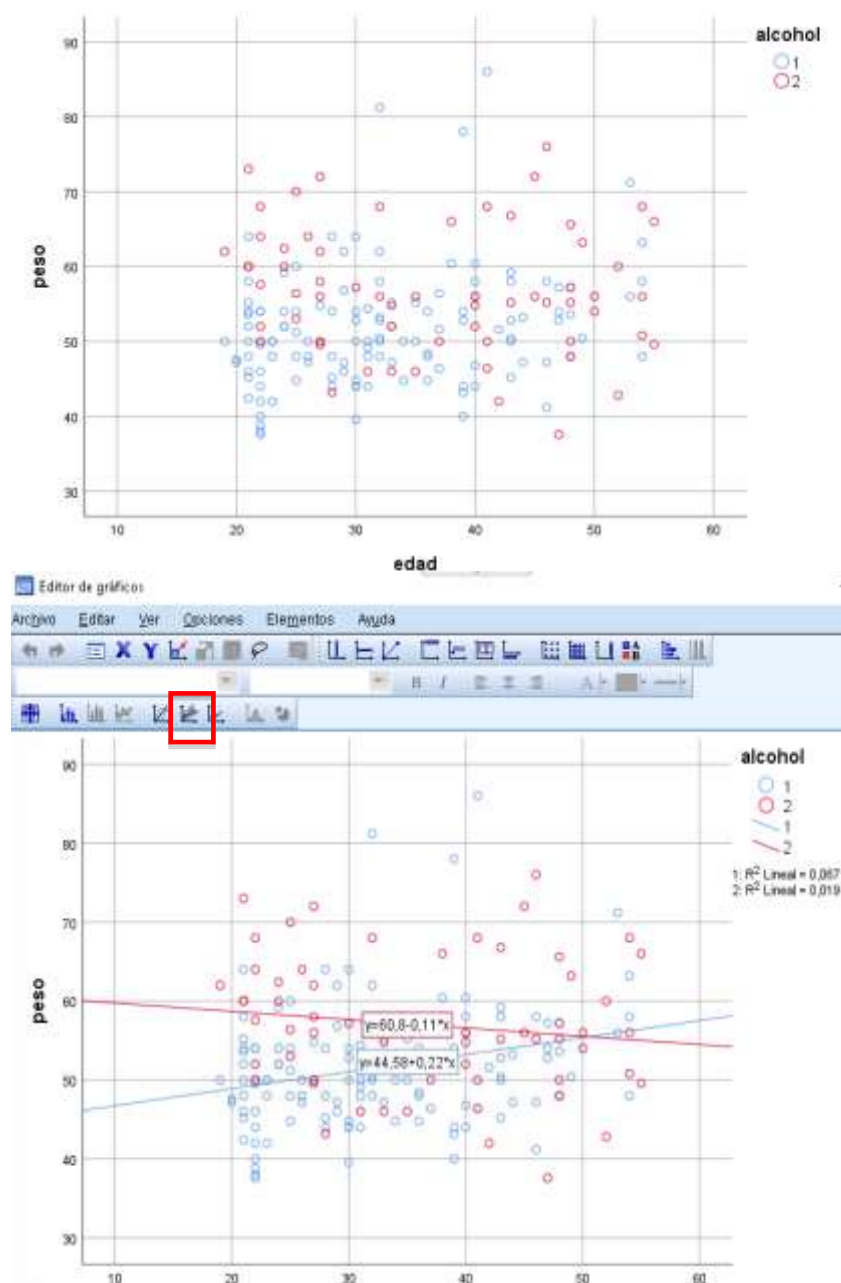 alcohol
1
2
90
80
70
60
50
40
30
peso
10 20 30 40 50 60
edad
Editor de gráficos
Archivo Editar Ver Opciones Elementos Ayuda
B I A
alcohol
1
2
1
2
1: R² Lineal = 0,067
2: R² Lineal = 0,019
90
80
70
60
50
40
30
peso
y=60,8-0,11*x
y=44,58+0,22*x
10 20 30 40 50 60